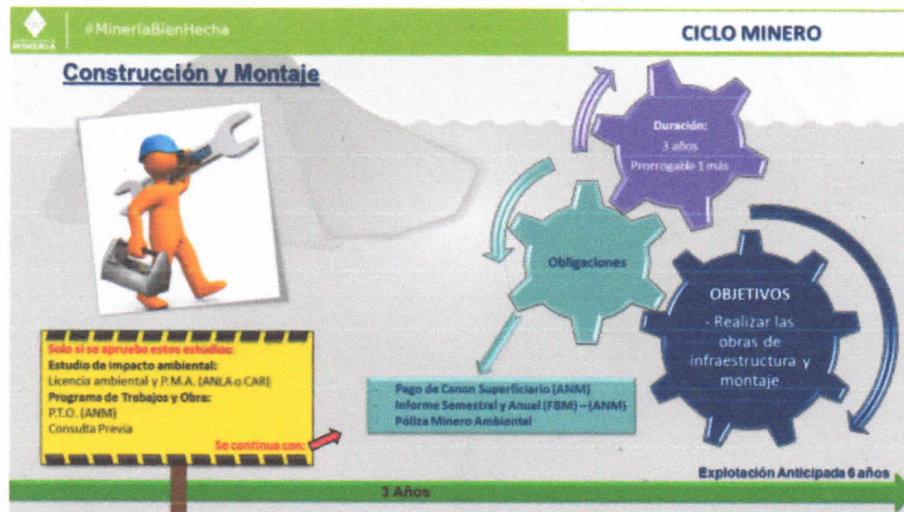 MINERÍA
#MineríaBienHecha
CICLO MINERO
Construcción y Montaje
Duración:
3 años
Prorrogable 1 más
Obligaciones
OBJETIVOS
- Realizar las
obras de
infraestructura y
montaje
Solo si se aprueba estos estudios:
Estudio de impacto ambiental:
Licencia ambiental y P.M.A. (ANLA o CAR)
Programa de Trabajos y Obra:
P.T.O. (ANM)
Consulta Previa
Se continua con:
Pago de Canon Superficiario (ANM)
Informe Semestral y Anual (FBM) – (ANM)
Póliza Minero Ambiental
Explotación Anticipada 6 años
3 Años